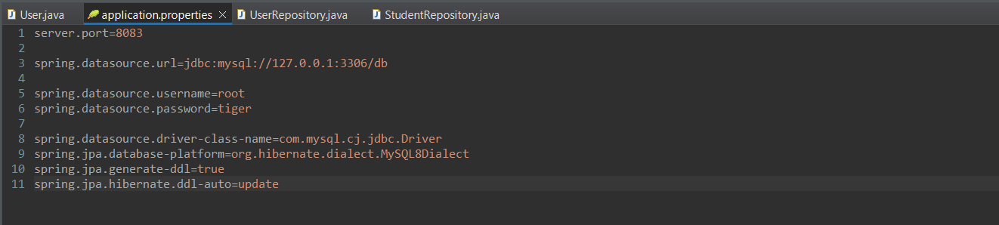 User.java application.properties UserRepository.java StudentRepository.java
1 server.port=8083
2
3 spring.datasource.url=jdbc:mysql://127.0.0.1:3306/db
4
5 spring.datasource.username=root
6 spring.datasource.password=tiger
7
8 spring.datasource.driver-class-name=com.mysql.cj.jdbc.Driver
9 spring.jpa.database-platform=org.hibernate.dialect.MySQL8Dialect
10 spring.jpa.generate-ddl=true
11 spring.jpa.hibernate.ddl-auto=update